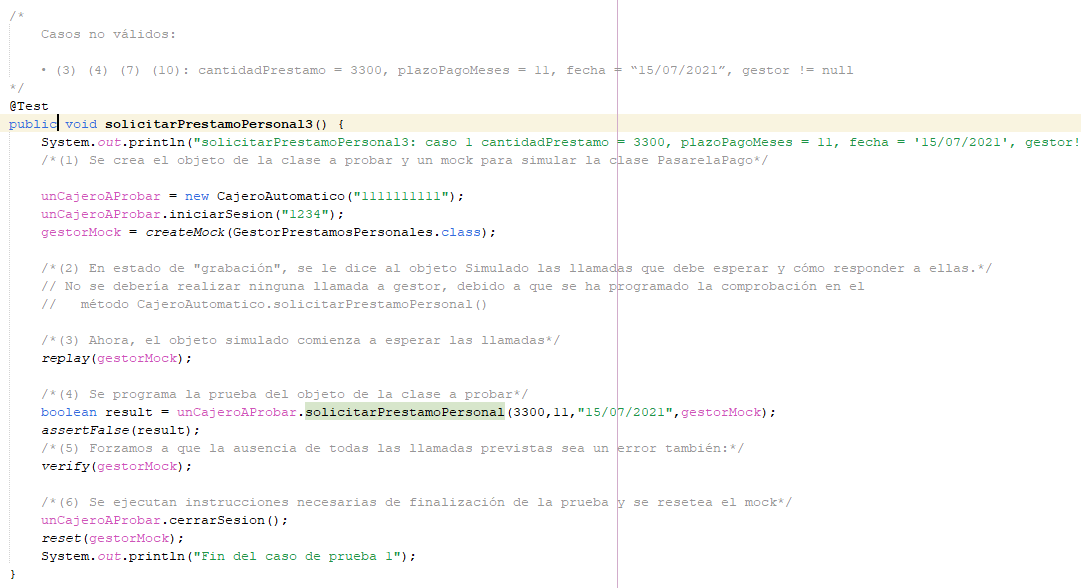 /*
    Casos no válidos:

    • (3) (4) (7) (10): cantidadPrestamo = 3300, plazoPagoMeses = 11, fecha = “15/07/2021”, gestor != null
*/
@Test
public void solicitarPrestamoPersonal3() {
    System.out.println("solicitarPrestamoPersonal3: caso 1 cantidadPrestamo = 3300, plazoPagoMeses = 11, fecha = '15/07/2021', gestor!
    /*(1) Se crea el objeto de la clase a probar y un mock para simular la clase PasarelaPago*/

    unCajeroAProbar = new CajeroAutomatico("1111111111");
    unCajeroAProbar.iniciarSesion("1234");
    gestorMock = createMock(GestorPrestamosPersonales.class);

    /*(2) En estado de "grabación", se le dice al objeto Simulado las llamadas que debe esperar y cómo responder a ellas.*/
    // No se debería realizar ninguna llamada a gestor, debido a que se ha programado la comprobación en el
    //   método CajeroAutomatico.solicitarPrestamoPersonal()

    /*(3) Ahora, el objeto simulado comienza a esperar las llamadas*/
    replay(gestorMock);

    /*(4) Se programa la prueba del objeto de la clase a probar*/
    boolean result = unCajeroAProbar.solicitarPrestamoPersonal(3300,11,"15/07/2021",gestorMock);
    assertFalse(result);
    /*(5) Forzamos a que la ausencia de todas las llamadas previstas sea un error también:*/
    verify(gestorMock);

    /*(6) Se ejecutan instrucciones necesarias de finalización de la prueba y se resetea el mock*/
    unCajeroAProbar.cerrarSesion();
    reset(gestorMock);
    System.out.println("Fin del caso de prueba 1");
}